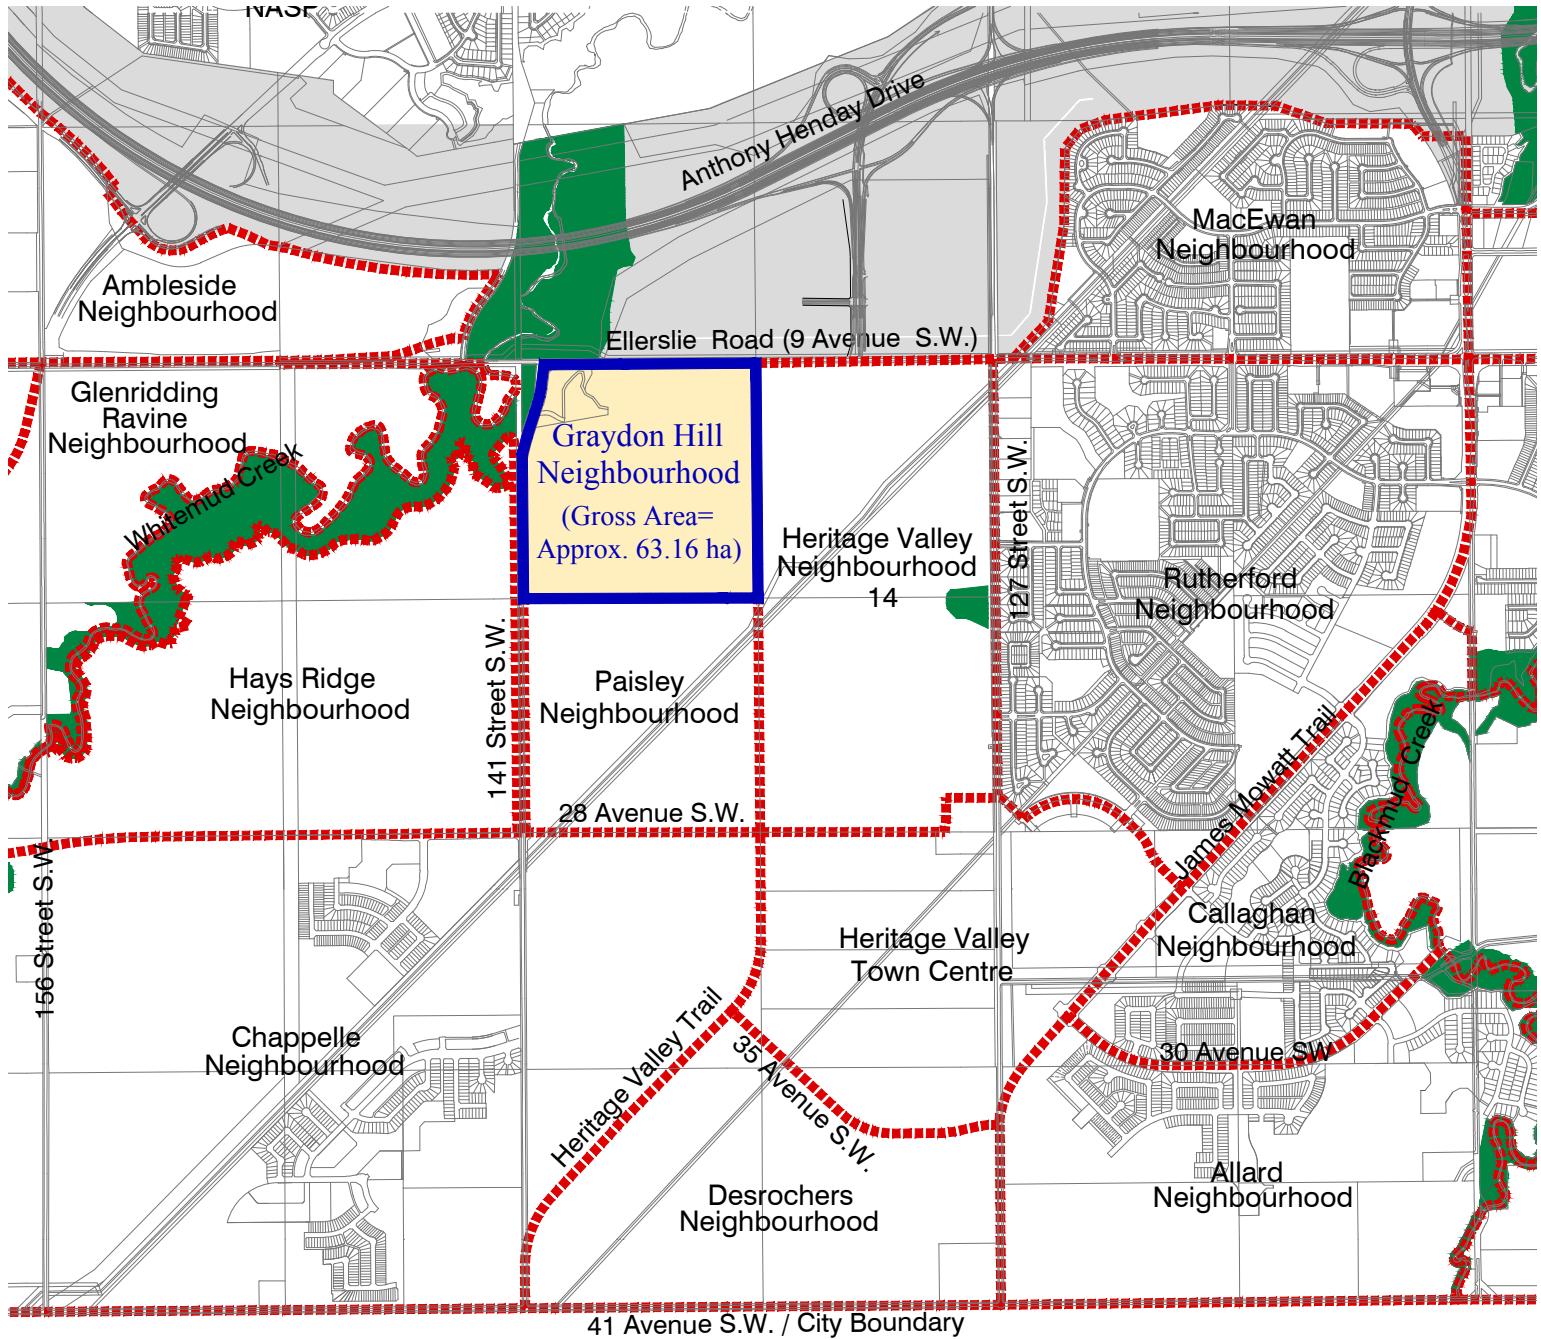 NASP
Anthony Henday Drive
MacEwan
Neighbourhood
Ambleside
Neighbourhood
Ellerslie Road (9 Avenue S.W.)
Glenridding
Ravine
Neighbourhood
Whitemud Creek
Graydon Hill
Neighbourhood
(Gross Area=
Approx. 63.16 ha)
Heritage Valley
Neighbourhood
14
127 Street S.W.
Rutherford
Neighbourhood
Hays Ridge
Neighbourhood
141 Street S.W.
Paisley
Neighbourhood
28 Avenue S.W.
James Mowatt Trail
Blackmud Creek
156 Street S.W
Callaghan
Neighbourhood
Heritage Valley
Town Centre
Chappelle
Neighbourhood
Heritage Valley Trail
35 Avenue S.W.
30 Avenue SW
Desrochers
Neighbourhood
Allard
Neighbourhood
41 Avenue S.W. / City Boundary